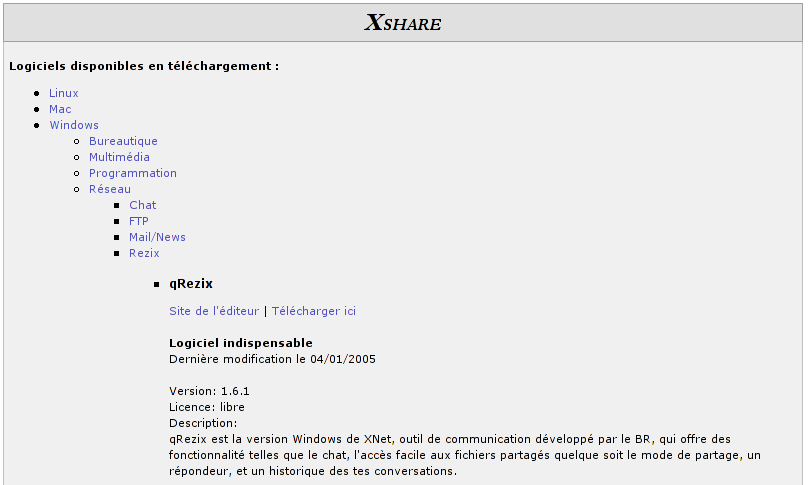 XSHARE
Logiciels disponibles en téléchargement :
Linux
Mac
Windows
Bureautique
Multimédia
Programmation
Réseau
Chat
FTP
Mail/News
Rezix
qRezix
Site de l'éditeur | Télécharger ici
Logiciel indispensable
Dernière modification le 04/01/2005
Version: 1.6.1
Licence: libre
Description:
qRezix est la version Windows de XNet, outil de communication développé par le BR, qui offre des
fonctionnalité telles que le chat, l'accès facile aux fichiers partagés quelque soit le mode de partage, un
répondeur, et un historique des tes conversations.